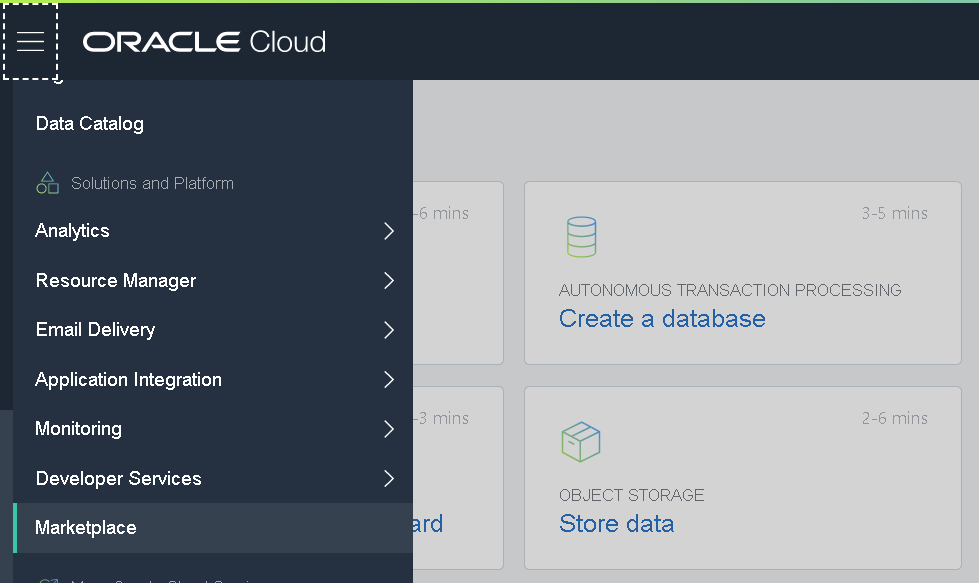 ORACLE Cloud
Data Catalog
Solutions and Platform
Analytics
Resource Manager
Email Delivery
Application Integration
Monitoring
Developer Services
Marketplace
-6 mins
3-5 mins
AUTONOMOUS TRANSACTION PROCESSING
Create a database
-3 mins
ard
2-6 mins
OBJECT STORAGE
Store data